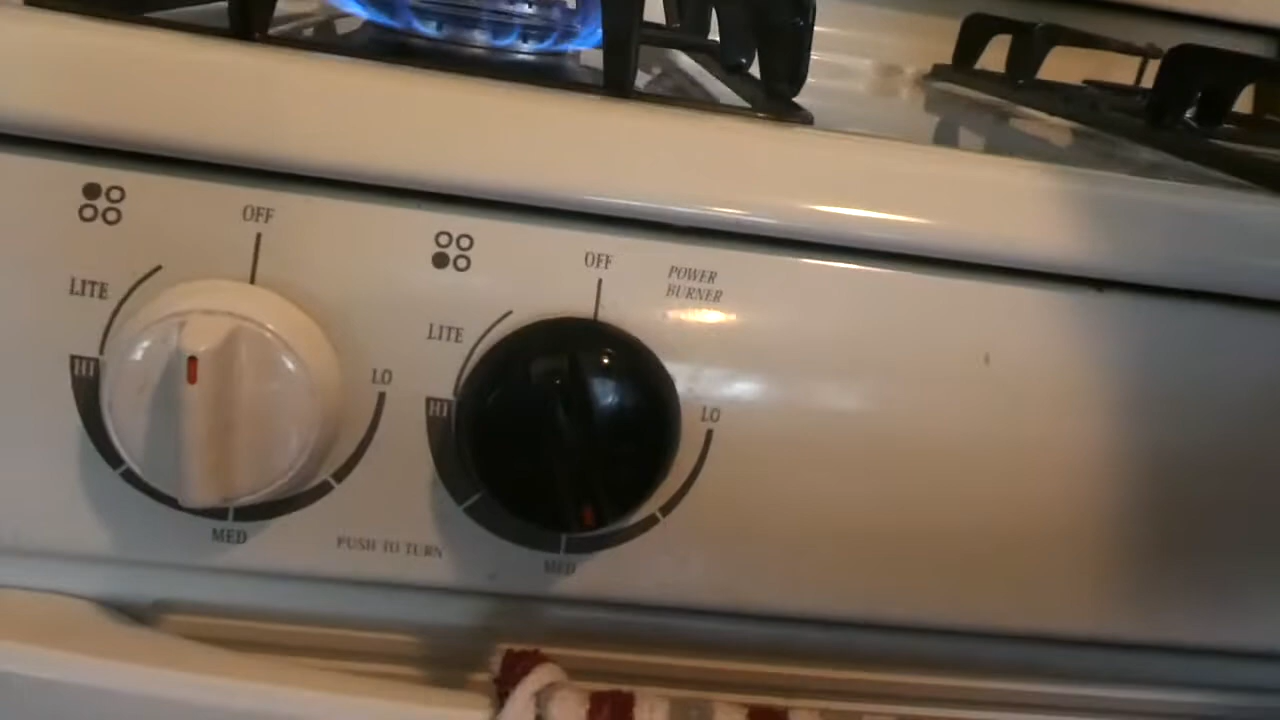 OFF
LITE
HI
LO
MED
PUSH TO TURN
OFF
POWER
BURNER
LITE
HI
LO
MED